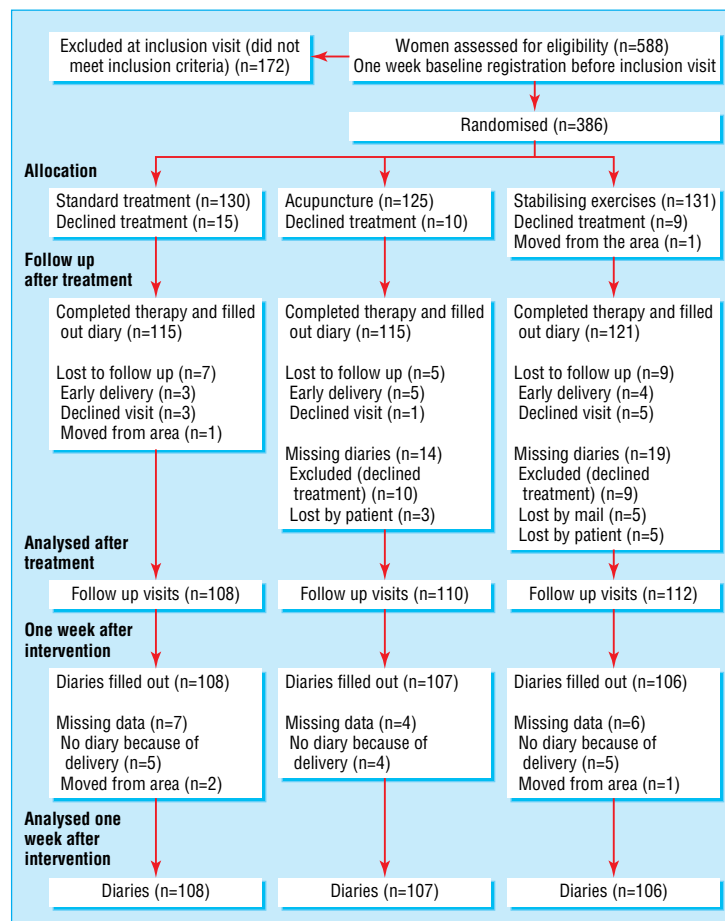 Excluded at inclusion visit (did not
meet inclusion criteria) (n=172)
Women assessed for eligibility (n=588)
One week baseline registration before inclusion visit
Randomised (n=386)
Allocation
Standard treatment (n=130)
Declined treatment (n=15)
Acupuncture (n=125)
Declined treatment (n=10)
Stabilising exercises (n=131)
Declined treatment (n=9)
Moved from the area (n=1)
Follow up
after treatment
Completed therapy and filled
out diary (n=115)
Lost to follow up (n=7)
Early delivery (n=3)
Declined visit (n=3)
Moved from area (n=1)
Completed therapy and filled
out diary (n=115)
Lost to follow up (n=5)
Early delivery (n=5)
Declined visit (n=1)
Missing diaries (n=14)
Excluded (declined
treatment) (n=10)
Lost by patient (n=3)
Completed therapy and filled
out diary (n=121)
Lost to follow up (n=9)
Early delivery (n=4)
Declined visit (n=5)
Missing diaries (n=19)
Excluded (declined
treatment) (n=9)
Lost by mail (n=5)
Lost by patient (n=5)
Analysed after
treatment
Follow up visits (n=108)
Follow up visits (n=110)
Follow up visits (n=112)
One week after
intervention
Diaries filled out (n=108)
Missing data (n=7)
No diary because of
delivery (n=5)
Moved from area (n=2)
Diaries filled out (n=107)
Missing data (n=4)
No diary because of
delivery (n=4)
Diaries filled out (n=106)
Missing data (n=6)
No diary because of
delivery (n=5)
Moved from area (n=1)
Analysed one
week after
intervention
Diaries (n=108)
Diaries (n=107)
Diaries (n=106)